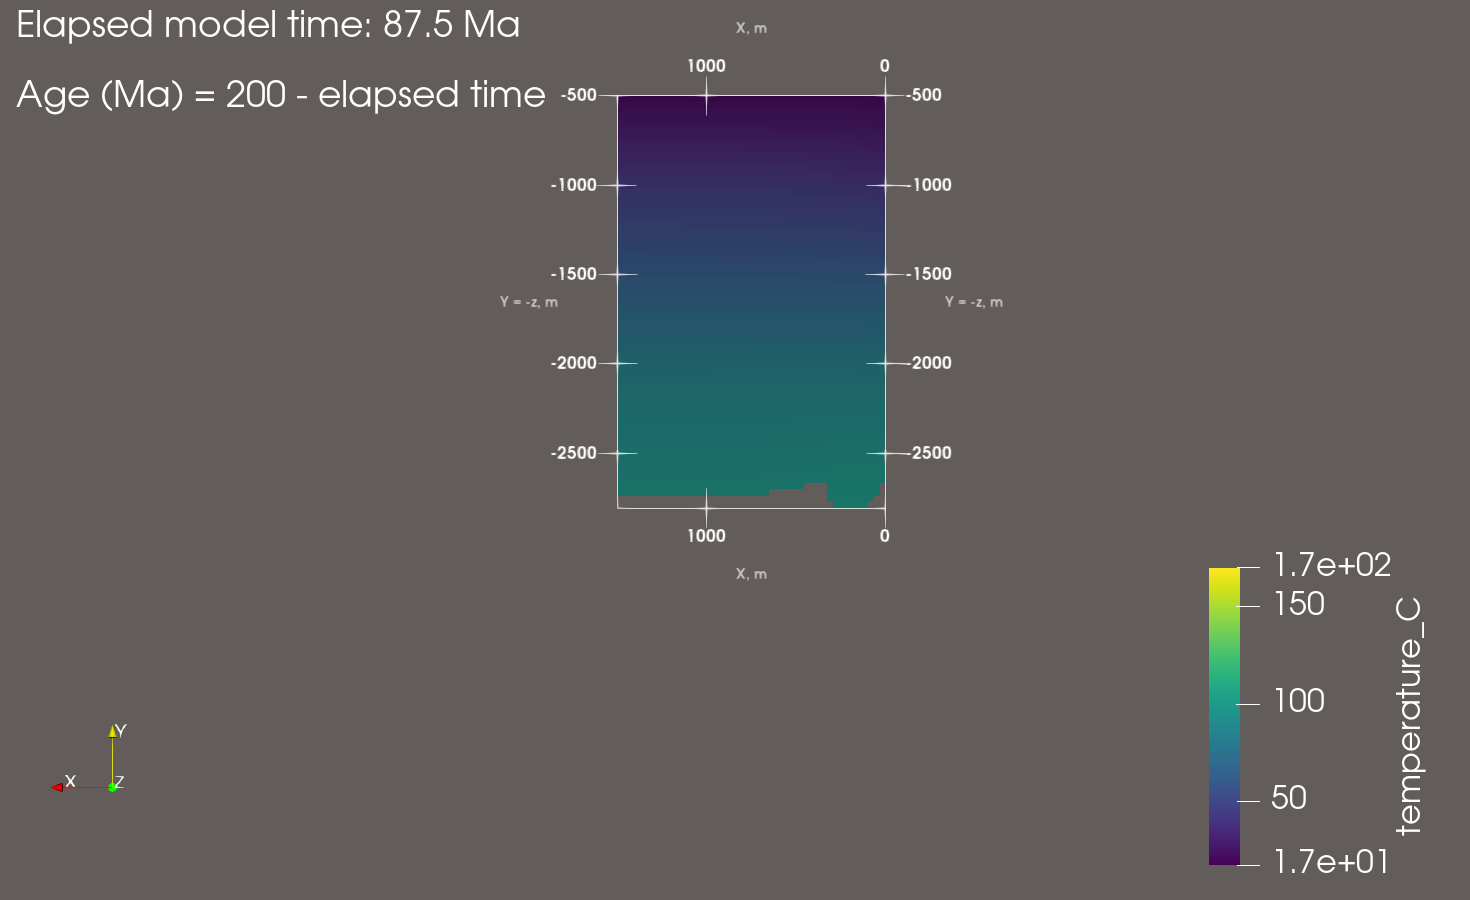 Elapsed model time: 87.5 Ma
Age (Ma) = 200 - elapsed time
X, m
1000 0
-500 -500
-1000 -1000
-1500 -1500
Y = -z, m Y = -z, m
-2000 -2000
-2500 -2500
1000 0
X, m
1.7e+02
150
100
50
1.7e+01
temperature_C
Y
X Z